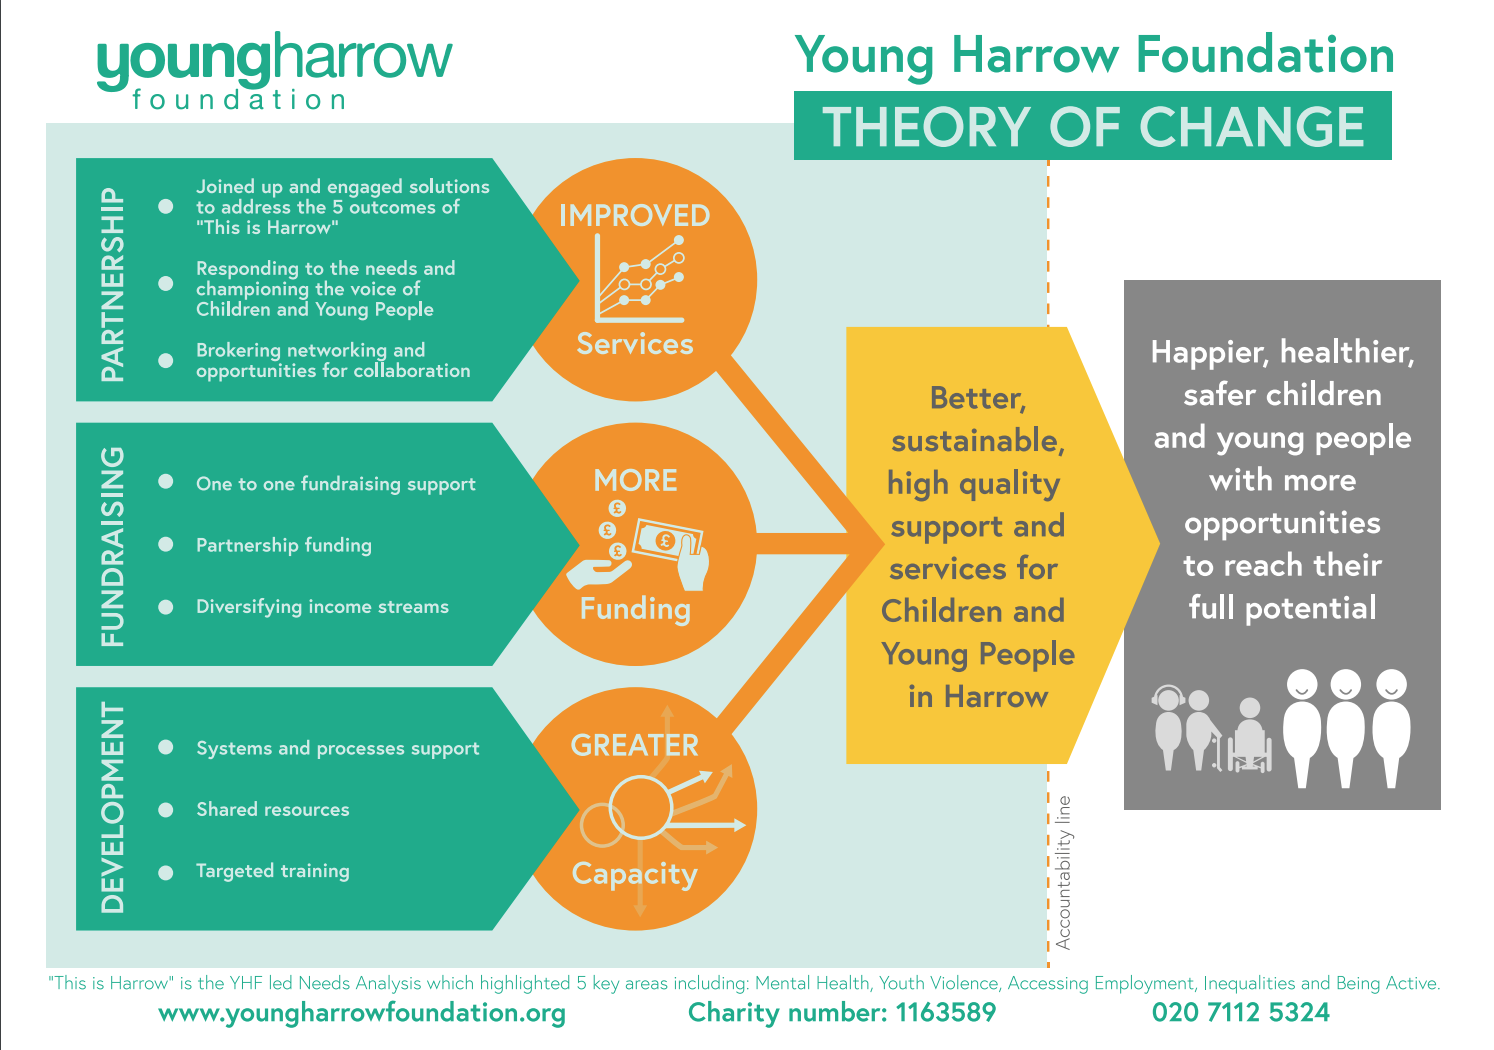 youngharrow
foundation
Young Harrow Foundation
THEORY OF CHANGE
PARTNERSHIP
Joined up and engaged solutions
to address the 5 outcomes of
"This is Harrow"
Responding to the needs and
championing the voice of
Children and Young People
Brokering networking and
opportunities for collaboration
IMPROVED
Services
FUNDRAISING
One to one fundraising support
Partnership funding
Diversifying income streams
MORE
£
£
£
£
Funding
DEVELOPMENT
Systems and processes support
Shared resources
Targeted training
GREATER
Capacity
Better,
sustainable,
high quality
support and
services for
Children and
Young People
in Harrow
Accountability line
Happier, healthier,
safer children
and young people
with more
opportunities
to reach their
full potential
"This is Harrow" is the YHF led Needs Analysis which highlighted 5 key areas including: Mental Health, Youth Violence, Accessing Employment, Inequalities and Being Active.
www.youngharrowfoundation.org
Charity number: 1163589
020 7112 5324